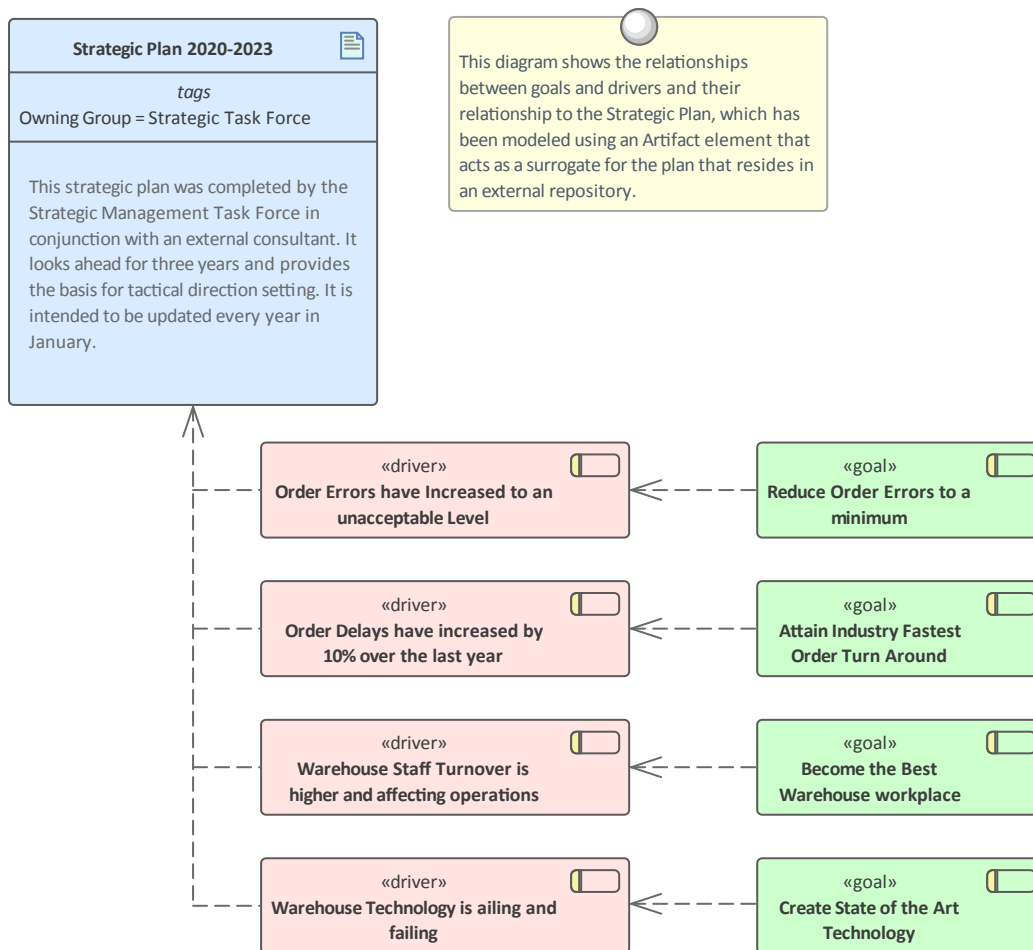 Strategic Plan 2020-2023
tags
Owning Group = Strategic Task Force
This strategic plan was completed by the
Strategic Management Task Force in
conjunction with an external consultant. It
looks ahead for three years and provides
the basis for tactical direction setting. It is
intended to be updated every year in
January.
This diagram shows the relationships
between goals and drivers and their
relationship to the Strategic Plan, which has
been modeled using an Artifact element that
acts as a surrogate for the plan that resides in
an external repository.
«driver»
Order Errors have Increased to an
unacceptable Level
«goal»
Reduce Order Errors to a
minimum
«driver»
Order Delays have increased by
10% over the last year
«goal»
Attain Industry Fastest
Order Turn Around
«driver»
Warehouse Staff Turnover is
higher and affecting operations
«goal»
Become the Best
Warehouse workplace
«driver»
Warehouse Technology is ailing and
failing
«goal»
Create State of the Art
Technology